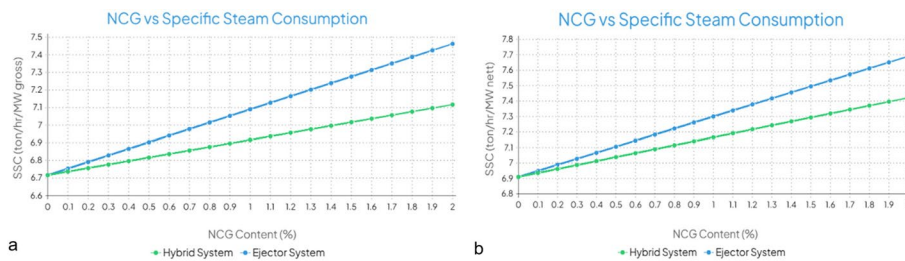 NCG vs Specific Steam Consumption
SSC (ton/hr/MW gross)
7.5
7.4
7.3
7.2
7.1
7
6.9
6.8
6.7
6.6
0 0.1 0.2 0.3 0.4 0.5 0.6 0.7 0.8 0.9 1 1.1 1.2 1.3 1.4 1.5 1.6 1.7 1.8 1.9 2
NCG Content (%)
Hybrid System Ejector System
a
NCG vs Specific Steam Consumption
SSC (ton/hr/MW nett)
7.8
7.7
7.6
7.5
7.4
7.3
7.2
7.1
7
6.9
6.8
0 0.1 0.2 0.3 0.4 0.5 0.6 0.7 0.8 0.9 1 1.1 1.2 1.3 1.4 1.5 1.6 1.7 1.8 1.9
NCG Content (%)
Hybrid System Ejector System
b